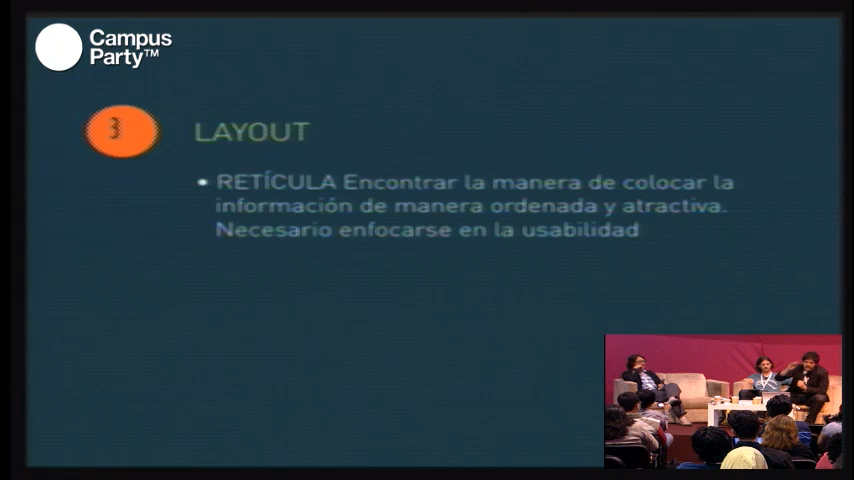 Campus
Party™
3
LAYOUT
• RETÍCULA Encontrar la manera de colocar la
información de manera ordenada y atractiva.
Necesario enfocarse en la usabilidad